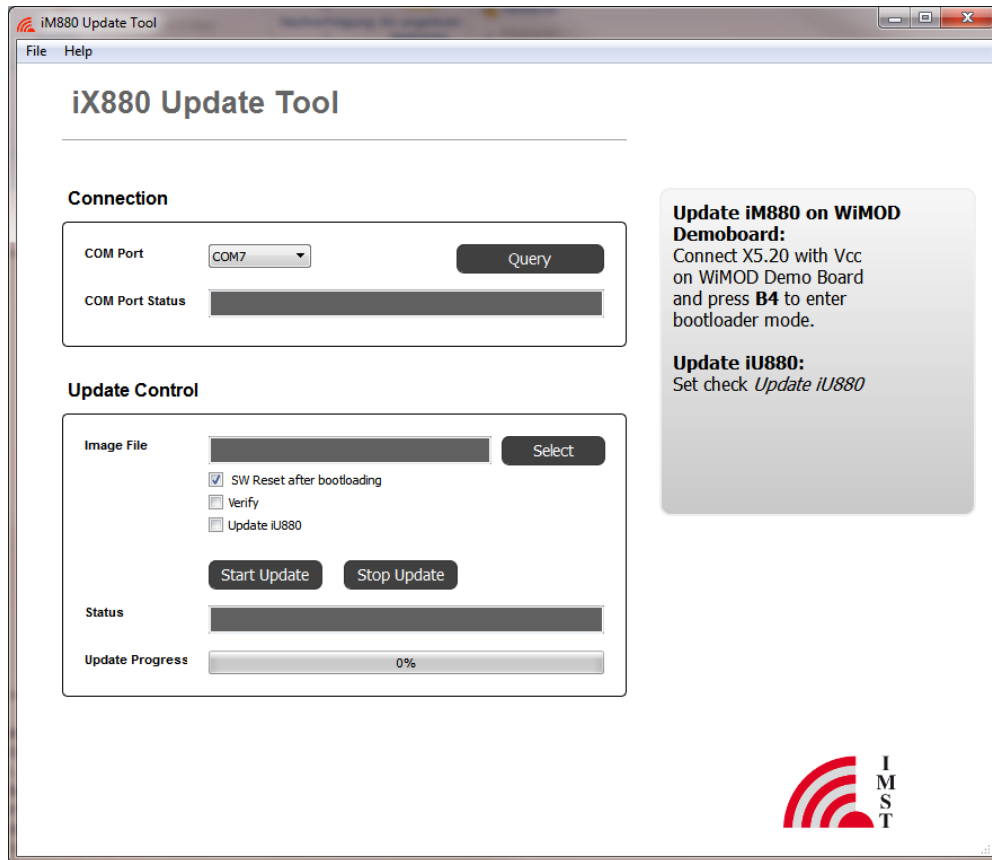 iM880 Update Tool
File Help
iX880 Update Tool
Connection
COM Port
COM7
Query
COM Port Status
Update Control
Image File
Select
SW Reset after bootloading
Verify
Update iU880
Start Update
Stop Update
Status
Update Progress
0%
Update iM880 on WiMOD
Demoboard:
Connect X5.20 with Vcc
on WiMOD Demo Board
and press B4 to enter
bootloader mode.
Update iU880:
Set check Update iU880
I
M
S
T